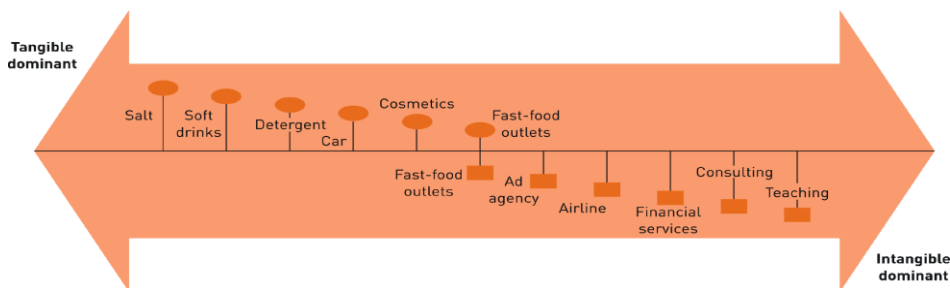 Tangible
dominant
Salt
Soft
drinks
Detergent
Car
Cosmetics
Fast-food
outlets
Fast-food
outlets
Ad
agency
Airline
Financial
services
Consulting
Teaching
Intangible
dominant